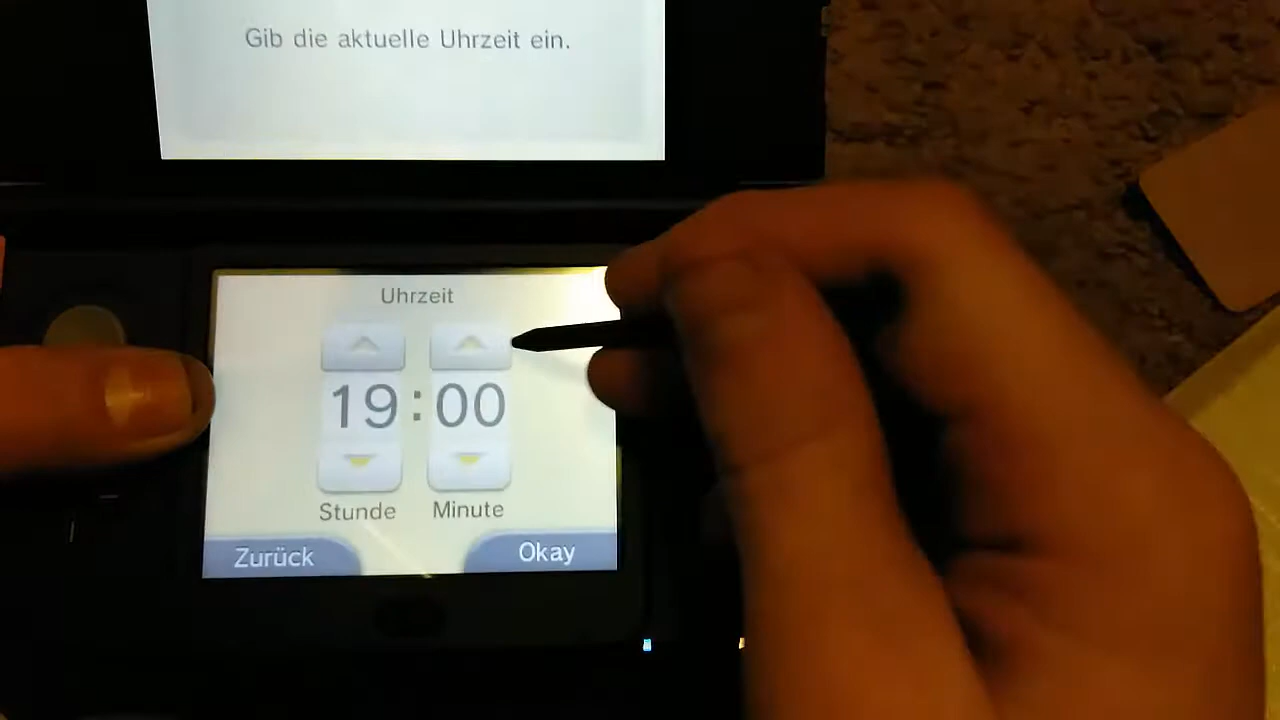 Gib die aktuelle Uhrzeit ein.
Uhrzeit
19:00
Stunde Minute
Zurück Okay